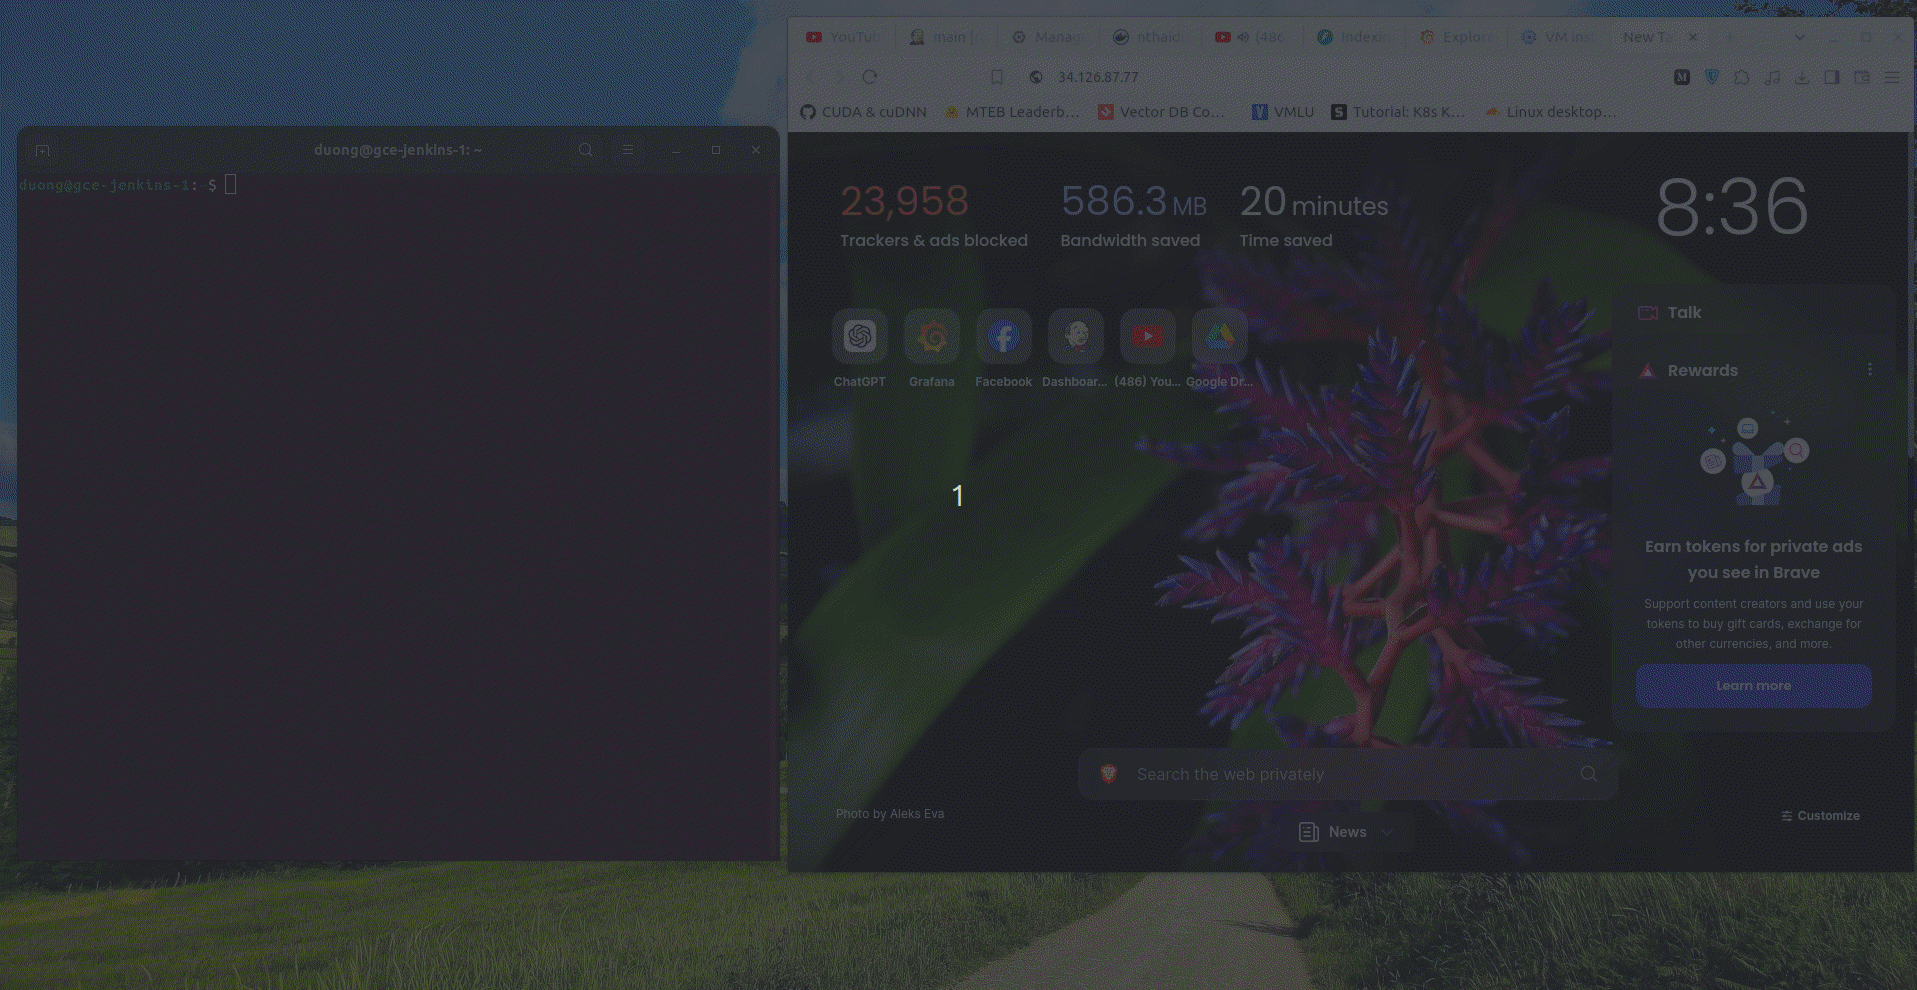 YouTub
main [
Manag
nthaid
(486
Indexin
Explor
VM ins
New Ta
34.126.87.77
CUDA & cuDNN
MTEB Leaderb...
Vector DB Co...
VMLU
Tutorial: K8s K...
Linux desktop...
duong@gce-jenkins-1: ~
duong@gce-jenkins-1: $
23,958
Trackers & ads blocked
586.3 MB
Bandwidth saved
20 minutes
Time saved
8:36
ChatGPT
Grafana
Facebook
Dashboar...
(486) You...
Google Dr...
Talk
Rewards
1
Earn tokens for private ads
you see in Brave
Support content creators and use your
tokens to buy gift cards, exchange for
other currencies, and more.
Learn more
Search the web privately
Photo by Aleks Eva
News
Customize